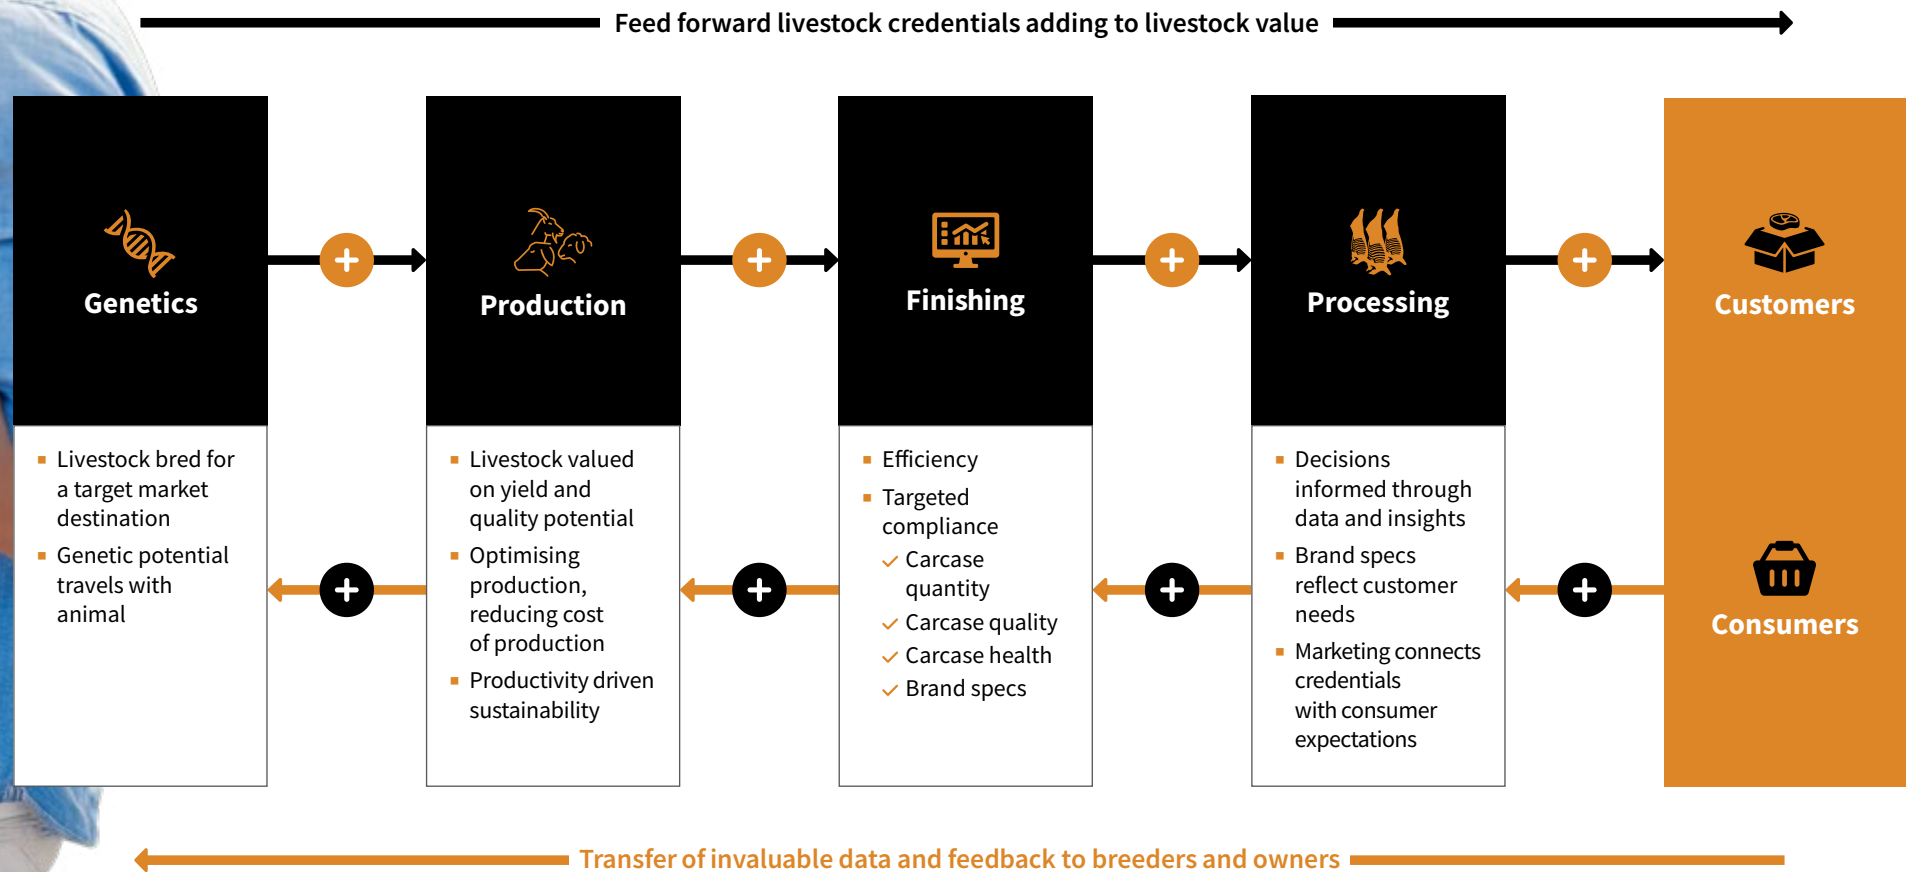 Feed forward livestock credentials adding to livestock value
Genetics
Livestock bred for
a target market
destination
Genetic potential
travels with
animal
Production
Livestock valued
on yield and
quality potential
Optimising
production,
reducing cost
of production
Productivity driven
sustainability
Finishing
Efficiency
Targeted
compliance
Carcase
quantity
Carcase quality
Carcase health
Brand specs
Processing
Decisions
informed through
data and insights
Brand specs
reflect customer
needs
Marketing connects
credentials
with consumer
expectations
Customers
Consumers
Transfer of invaluable data and feedback to breeders and owners